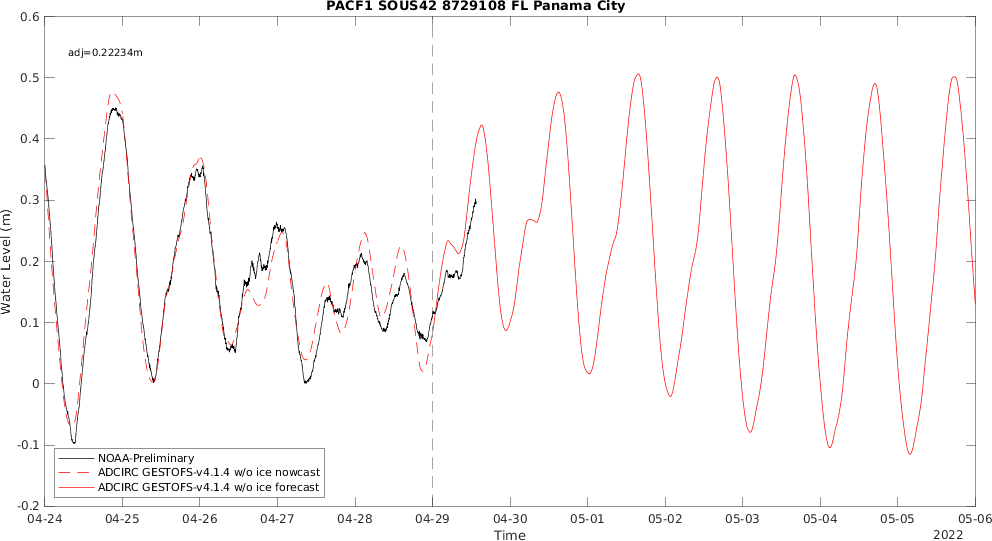 PACF1 SOUS42 8729108 FL Panama City
adj=0.22234m
Water Level (m)
0.6
0.5
0.4
0.3
0.2
0.1
0
-0.1
-0.2
NOAA-Preliminary
ADCIRC GESTOFS-v4.1.4 w/o ice nowcast
ADCIRC GESTOFS-v4.1.4 w/o ice forecast
04-24 04-25 04-26 04-27 04-28 04-29 04-30 05-01 05-02 05-03 05-04 05-05 05-06
Time
2022